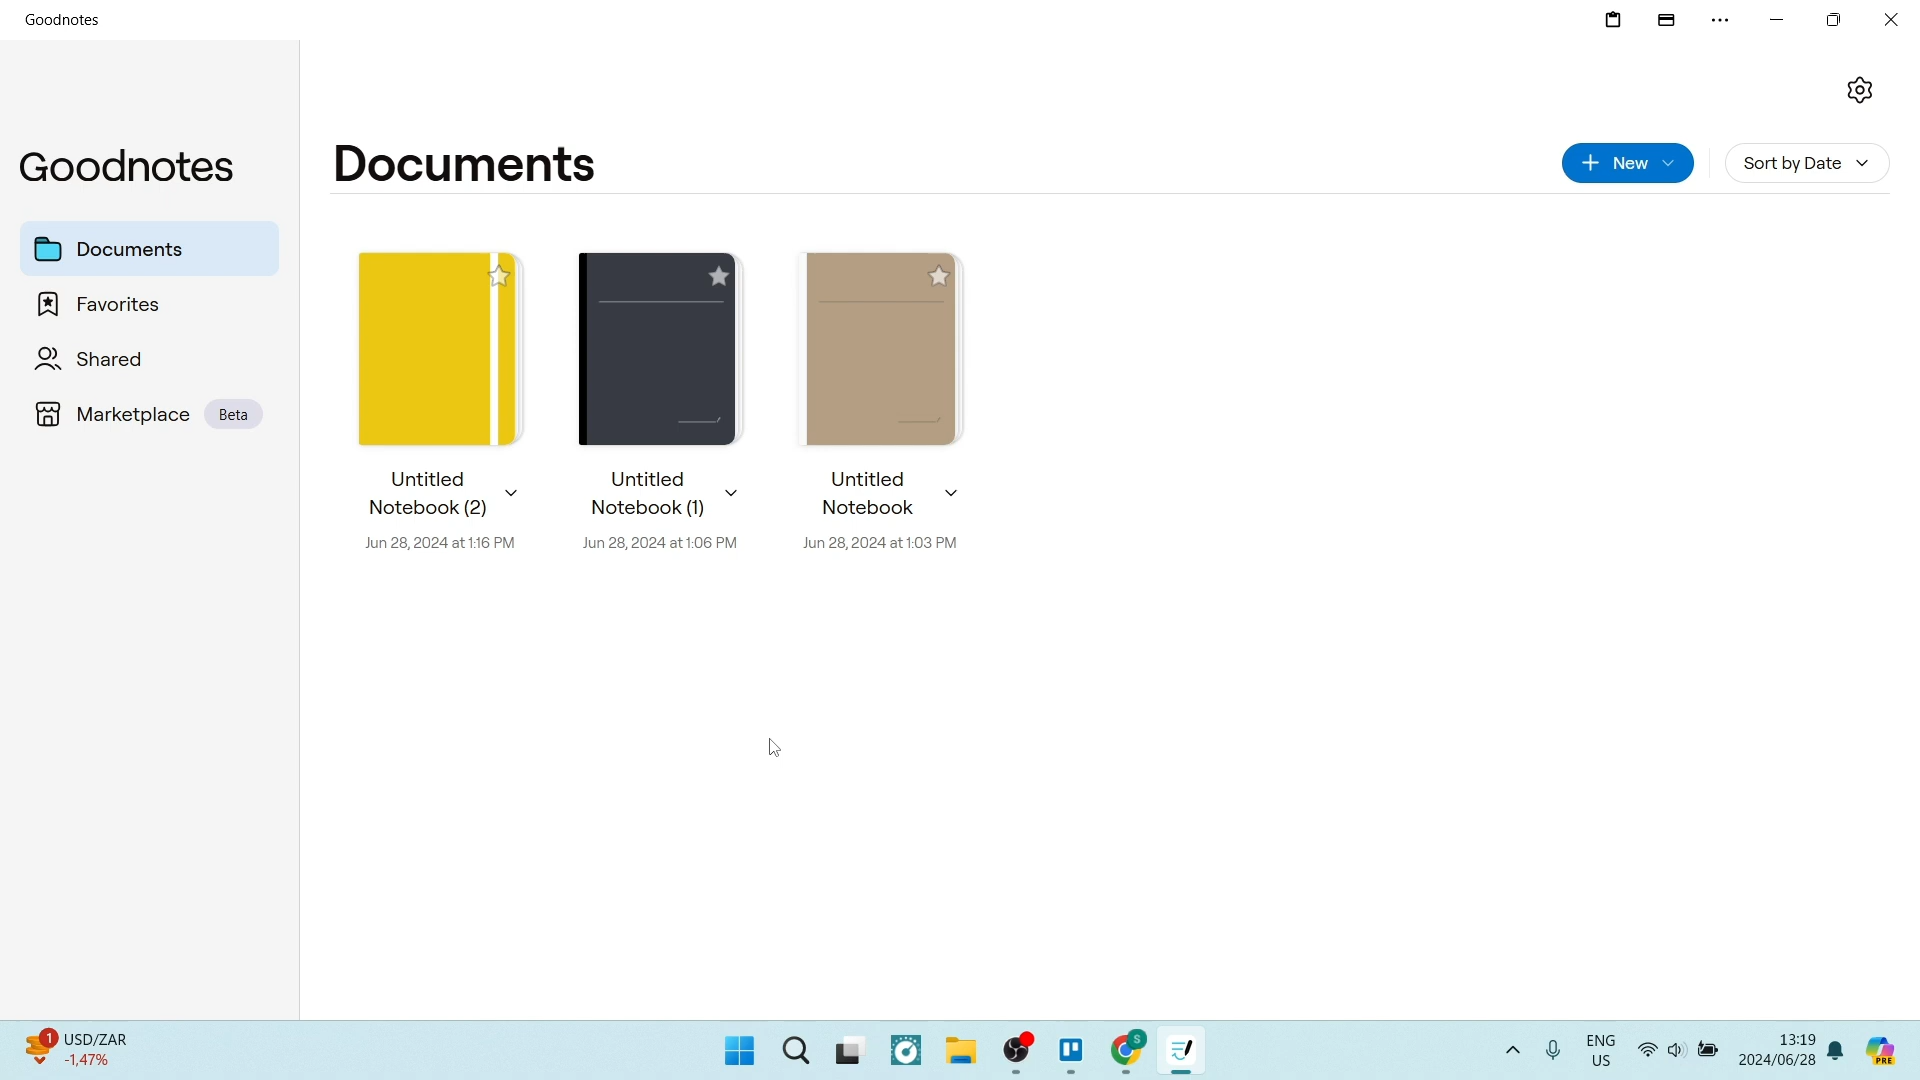 Goodnotes
Goodnotes
Documents
Favorites
Shared
Marketplace Beta
Documents
New
Sort by Date
Untitled
Notebook (2)
Jun 28, 2024 at 1:16 PM
Untitled
Notebook (1)
Jun 28, 2024 at 1:06 PM
Untitled
Notebook
Jun 28, 2024 at 1:03 PM
1
USD/ZAR
-1,47%
S
ENG
US
13:19
2024/06/28
PRE